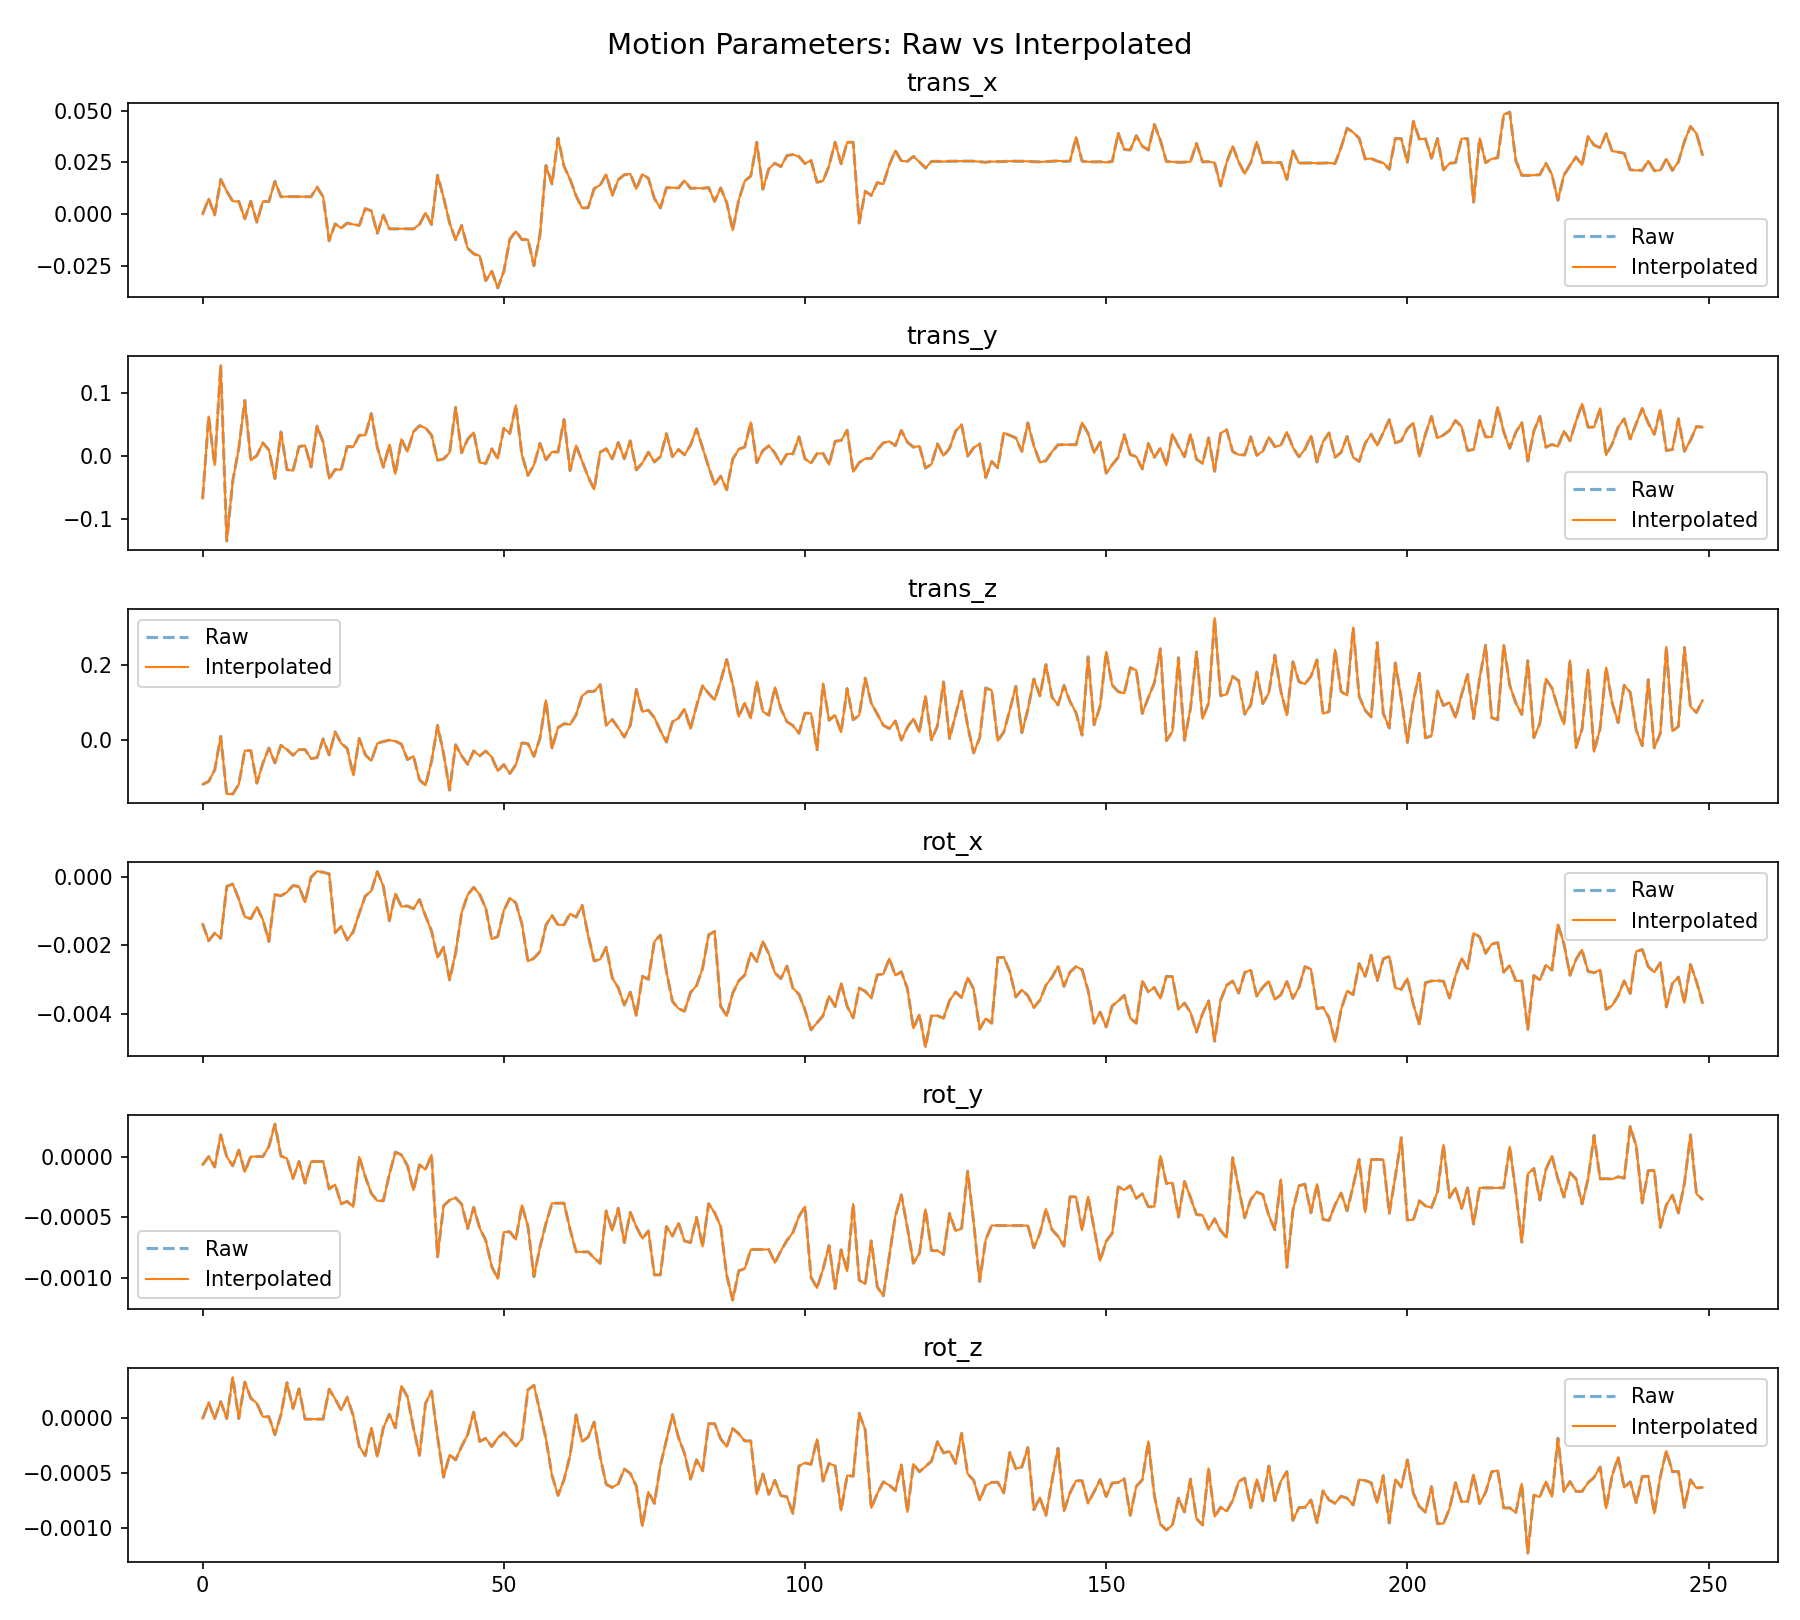 Motion Parameters: Raw vs Interpolated
trans_x
0.050
0.025
0.000
−0.025
Raw
Interpolated
trans_y
0.1
0.0
−0.1
Raw
Interpolated
trans_z
0.2
0.0
Raw
Interpolated
rot_x
0.000
−0.002
−0.004
Raw
Interpolated
rot_y
0.0000
−0.0005
−0.0010
Raw
Interpolated
rot_z
0.0000
−0.0005
−0.0010
Raw
Interpolated
0 50 100 150 200 250